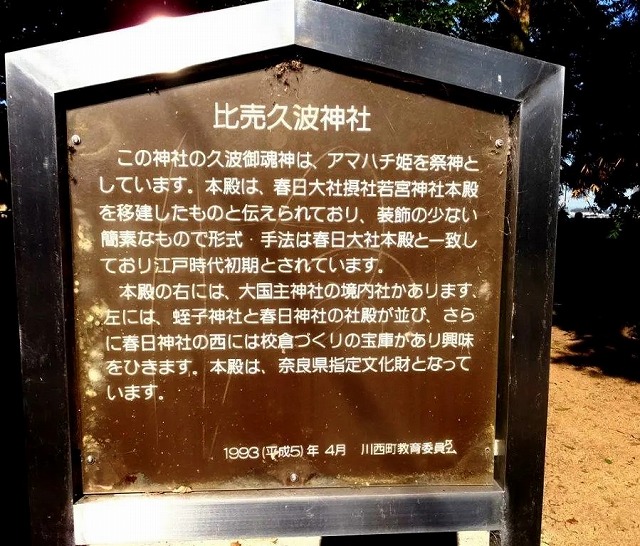 比売久波神社
この神社の久波御魂神は、アマハチ姫を祭神と
しています。本殿は、春日大社摂社若宮神社本殿
を移建したものと伝えられており、装飾の少ない
簡素なもので形式・手法は春日大社本殿と一致し
ており江戸時代初期とされています。
本殿の右には、大国主神社の境内社があります、
左には、蛭子神社と春日神社の社殿が並び、さら
に春日神社の西には校倉づくりの宝庫があり興味
をひきます。本殿は、奈良県指定文化財となって
います。
1993(平成5)年 4月 川西町教育委員会